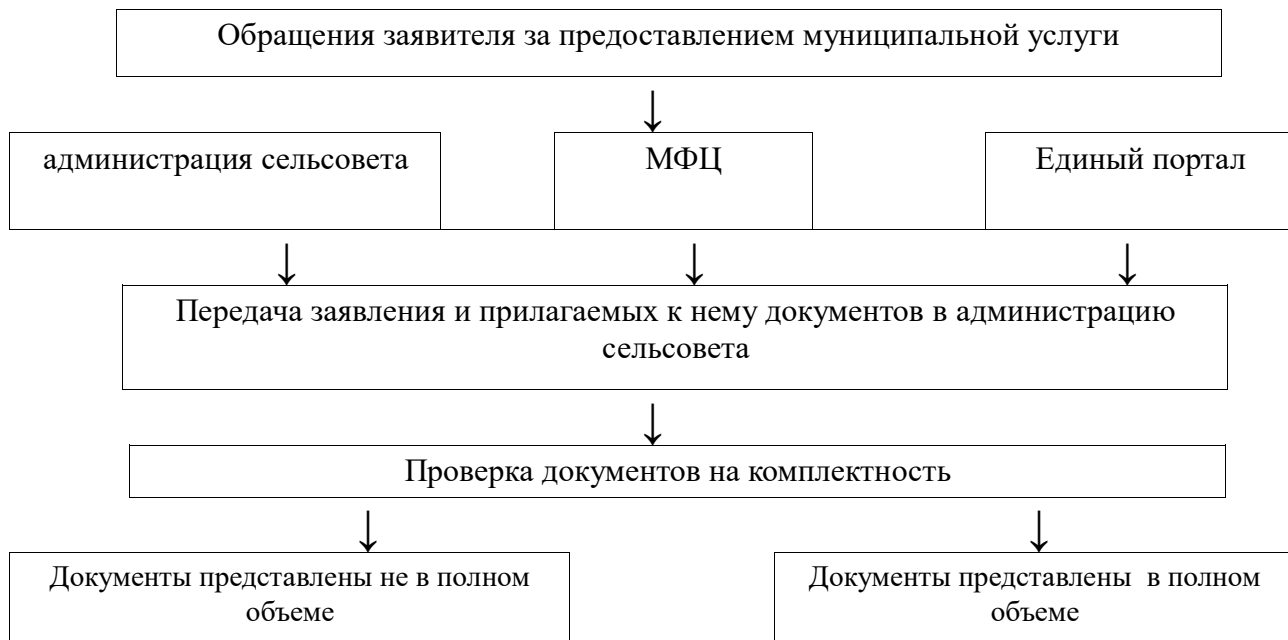 Обращения заявителя за предоставлением муниципальной услуги
администрация сельсовета
МФЦ
Единый портал
Передача заявления и прилагаемых к нему документов в администрацию
сельсовета
Проверка документов на комплектность
Документы представлены не в полном
объеме
Документы представлены в полном
объеме